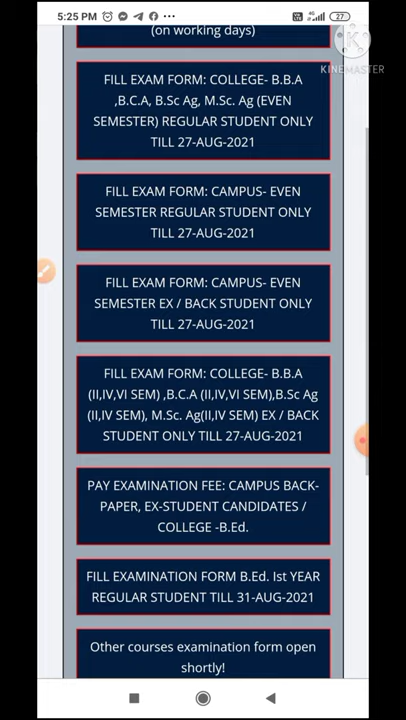 5:25 PM
27
(on working days)
KINEMASTER
FILL EXAM FORM: COLLEGE- B.B.A
,B.C.A, B.Sc Ag, M.Sc. Ag (EVEN
SEMESTER) REGULAR STUDENT ONLY
TILL 27-AUG-2021
FILL EXAM FORM: CAMPUS- EVEN
SEMESTER REGULAR STUDENT ONLY
TILL 27-AUG-2021
FILL EXAM FORM: CAMPUS- EVEN
SEMESTER EX / BACK STUDENT ONLY
TILL 27-AUG-2021
FILL EXAM FORM: COLLEGE- B.B.A
(II,IV,VI SEM) ,B.C.A (II,IV,VI SEM),B.Sc Ag
(II,IV SEM), M.Sc. Ag(II,IV SEM) EX / BACK
STUDENT ONLY TILL 27-AUG-2021
PAY EXAMINATION FEE: CAMPUS BACK-
PAPER, EX-STUDENT CANDIDATES /
COLLEGE -B.Ed.
FILL EXAMINATION FORM B.Ed. Ist YEAR
REGULAR STUDENT TILL 31-AUG-2021
Other courses examination form open
shortly!